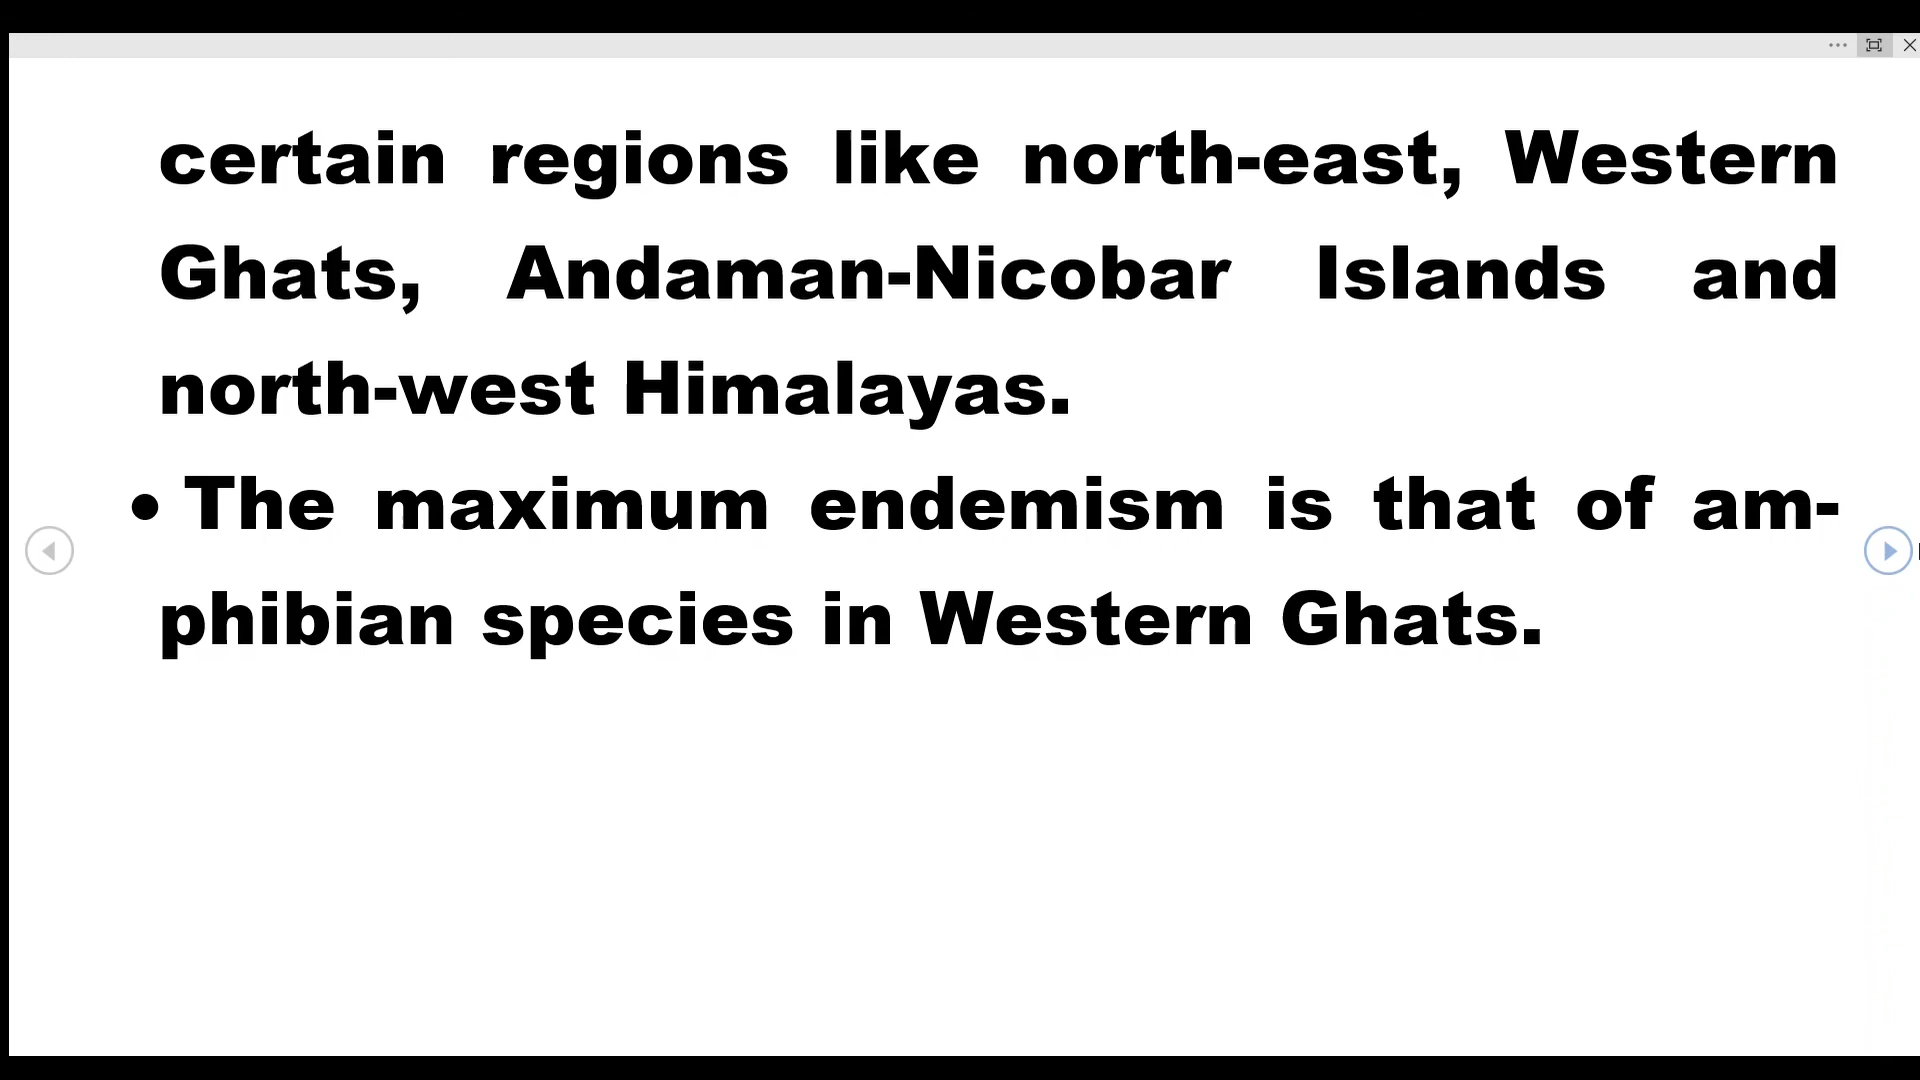 certain regions like north-east, Western
Ghats, Andaman-Nicobar Islands and
north-west Himalayas.
• The maximum endemism is that of am-
phibian species in Western Ghats.